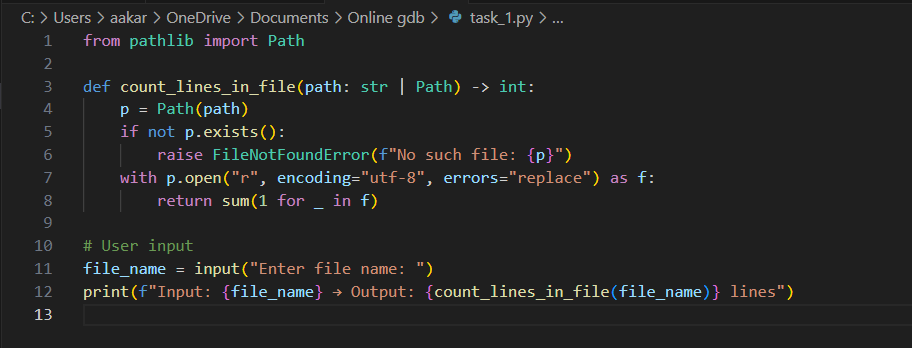 C: > Users > aakar > OneDrive > Documents > Online gdb > task_1.py > ...
1 from pathlib import Path
2
3 def count_lines_in_file(path: str | Path) -> int:
4     p = Path(path)
5     if not p.exists():
6         raise FileNotFoundError(f"No such file: {p}")
7     with p.open("r", encoding="utf-8", errors="replace") as f:
8         return sum(1 for _ in f)
9
10 # User input
11 file_name = input("Enter file name: ")
12 print(f"Input: {file_name} → Output: {count_lines_in_file(file_name)} lines")
13